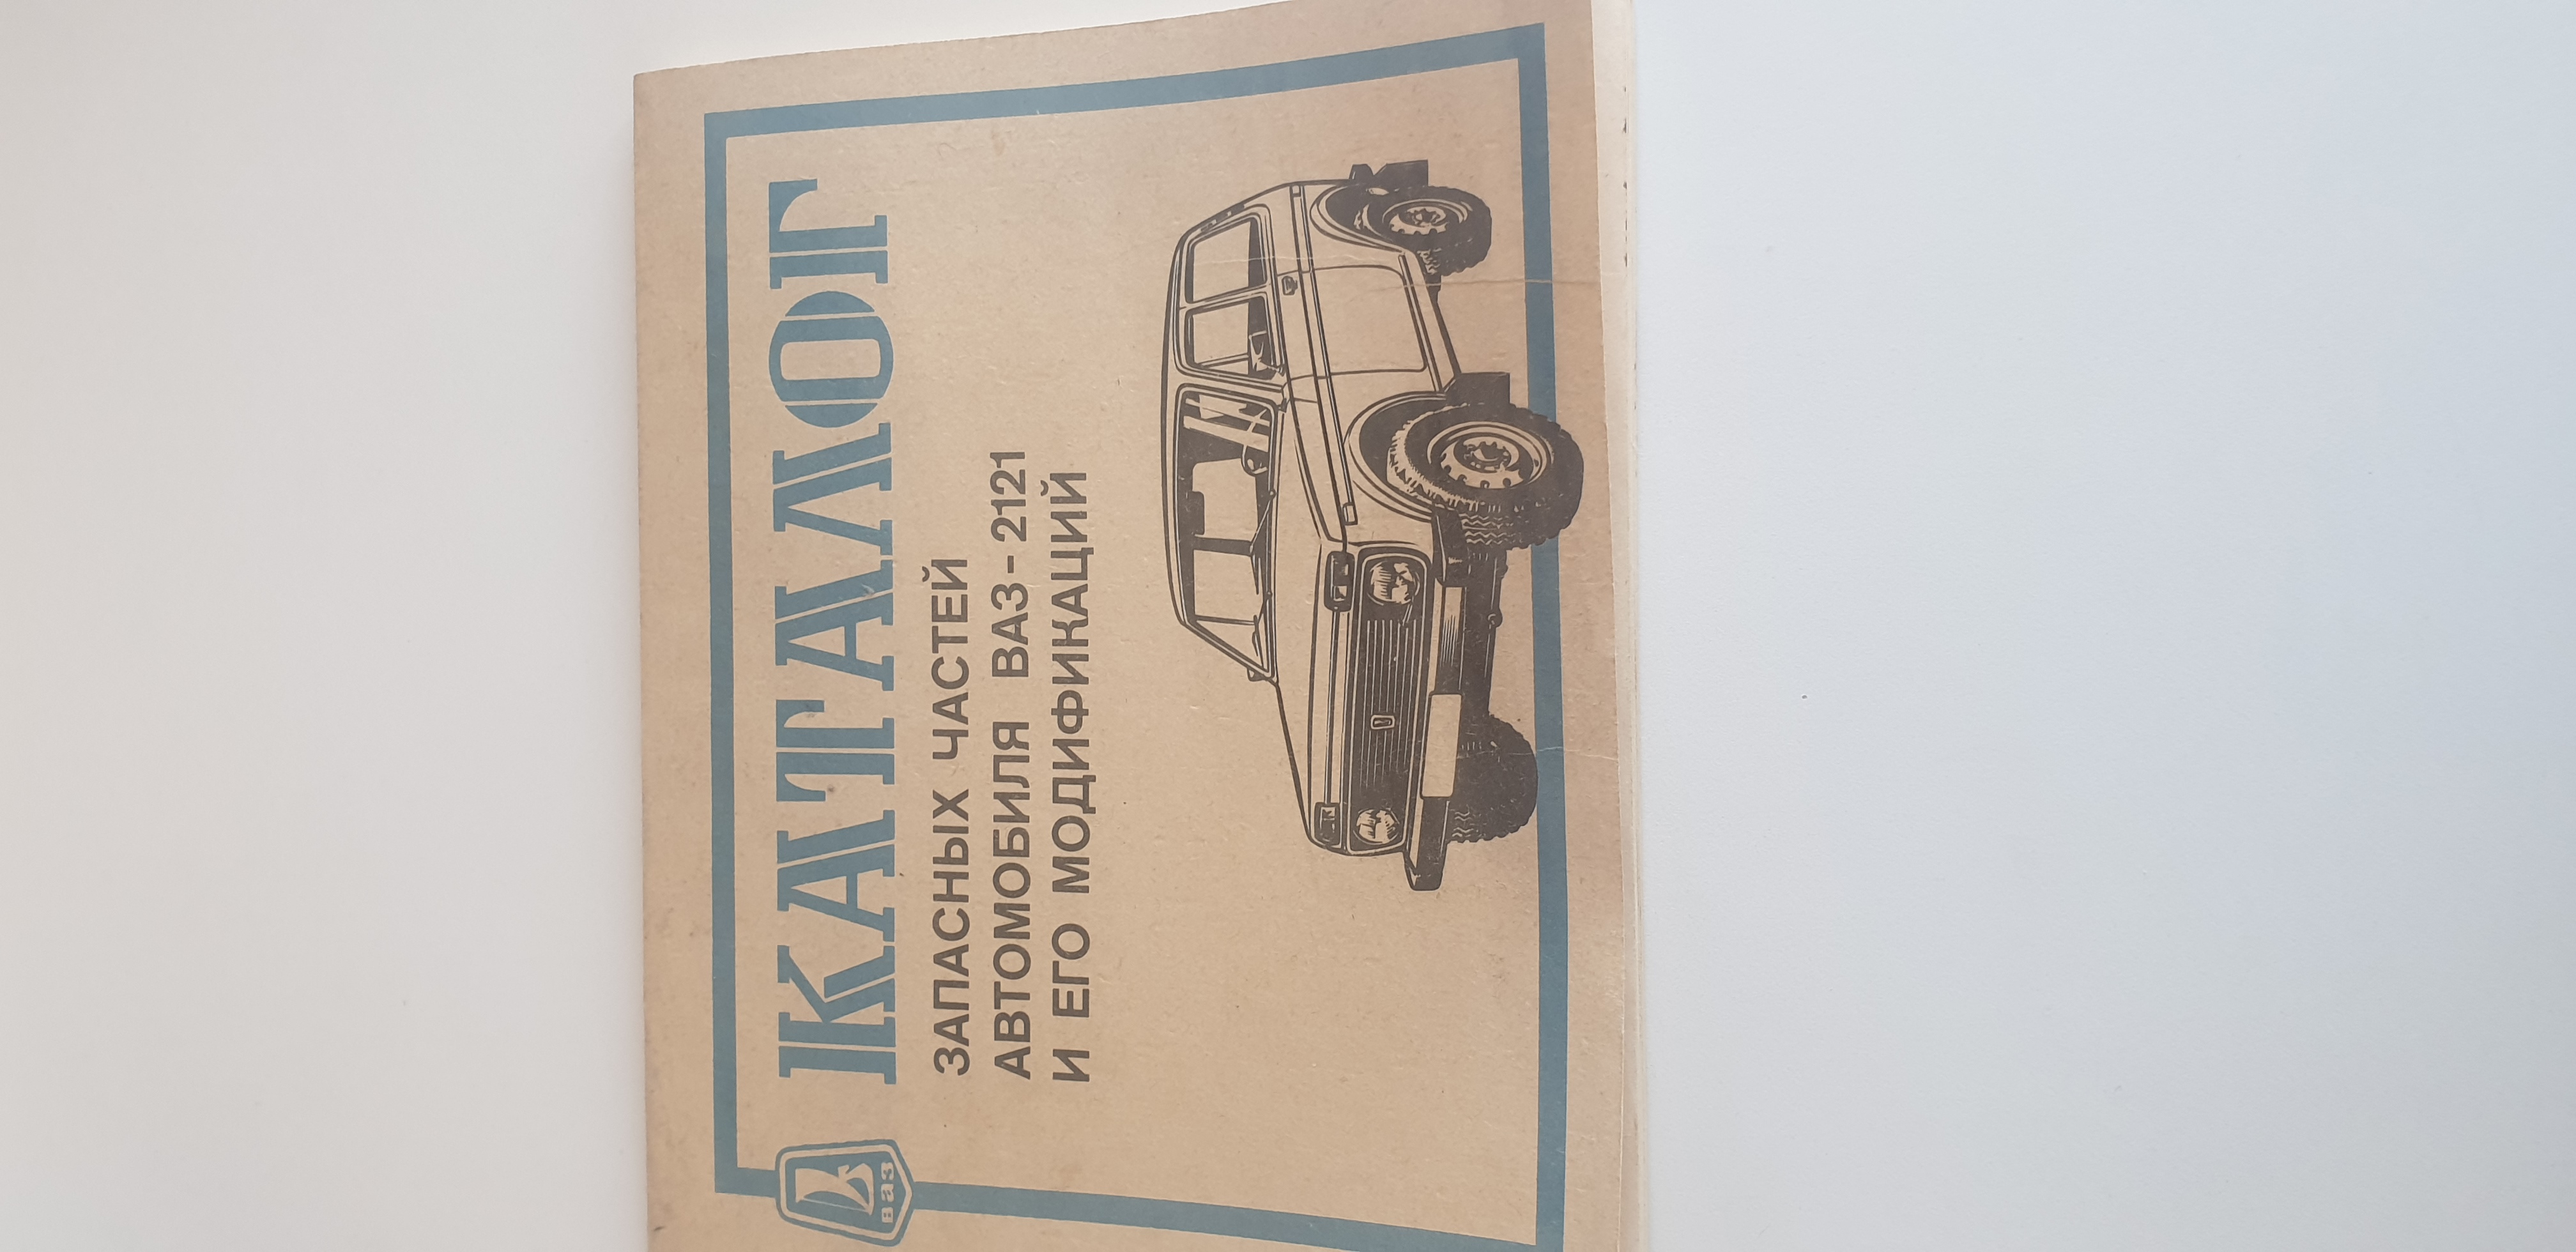 КАТАЛОГ
ЗАПАСНЫХ ЧАСТЕЙ
АВТОМОБИЛЯ ВАЗ-2121
И ЕГО МОДИФИКАЦИЙ
ваз